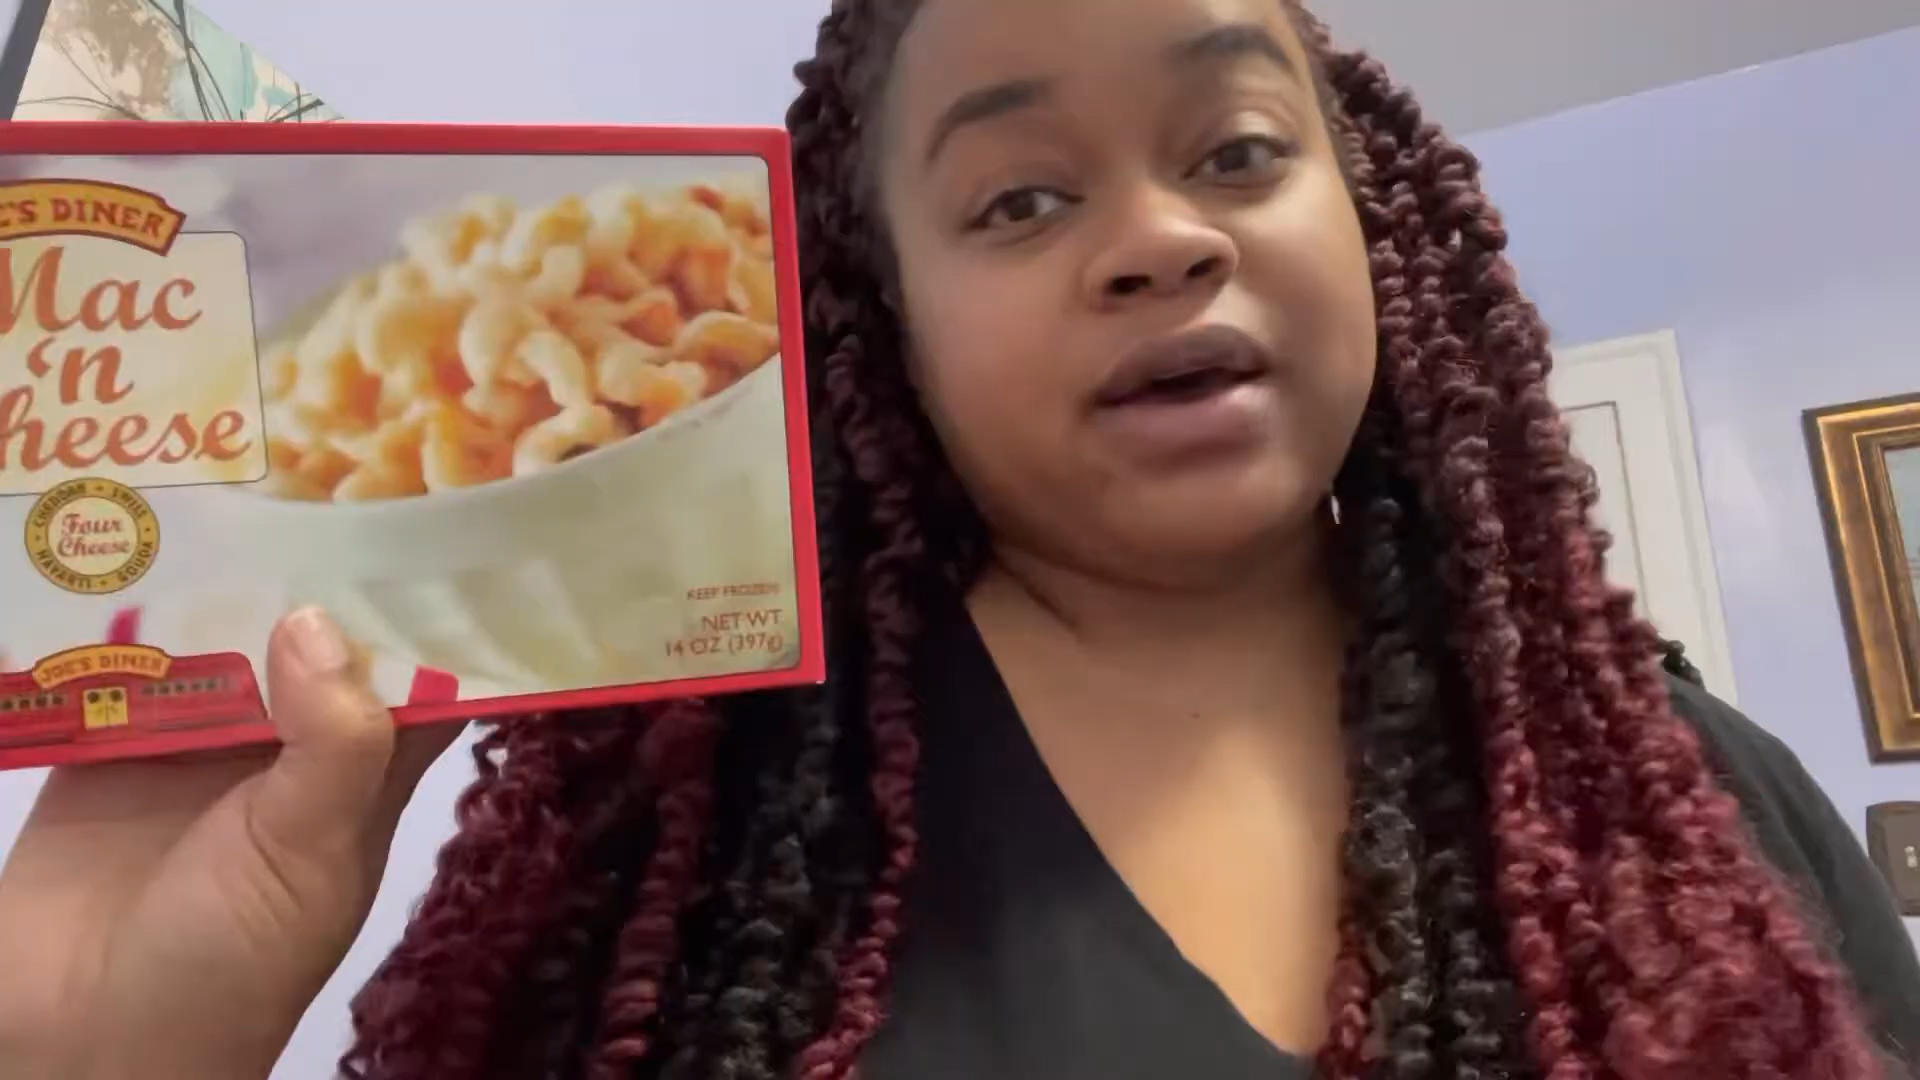 'S DINER
Mac
'n
heese
CHEDDAR • SWISS
Four
Cheese
HAVARTI • GOUDA
KEEP FROZEN
NET WT
14 OZ (397g)
JOE'S DINER